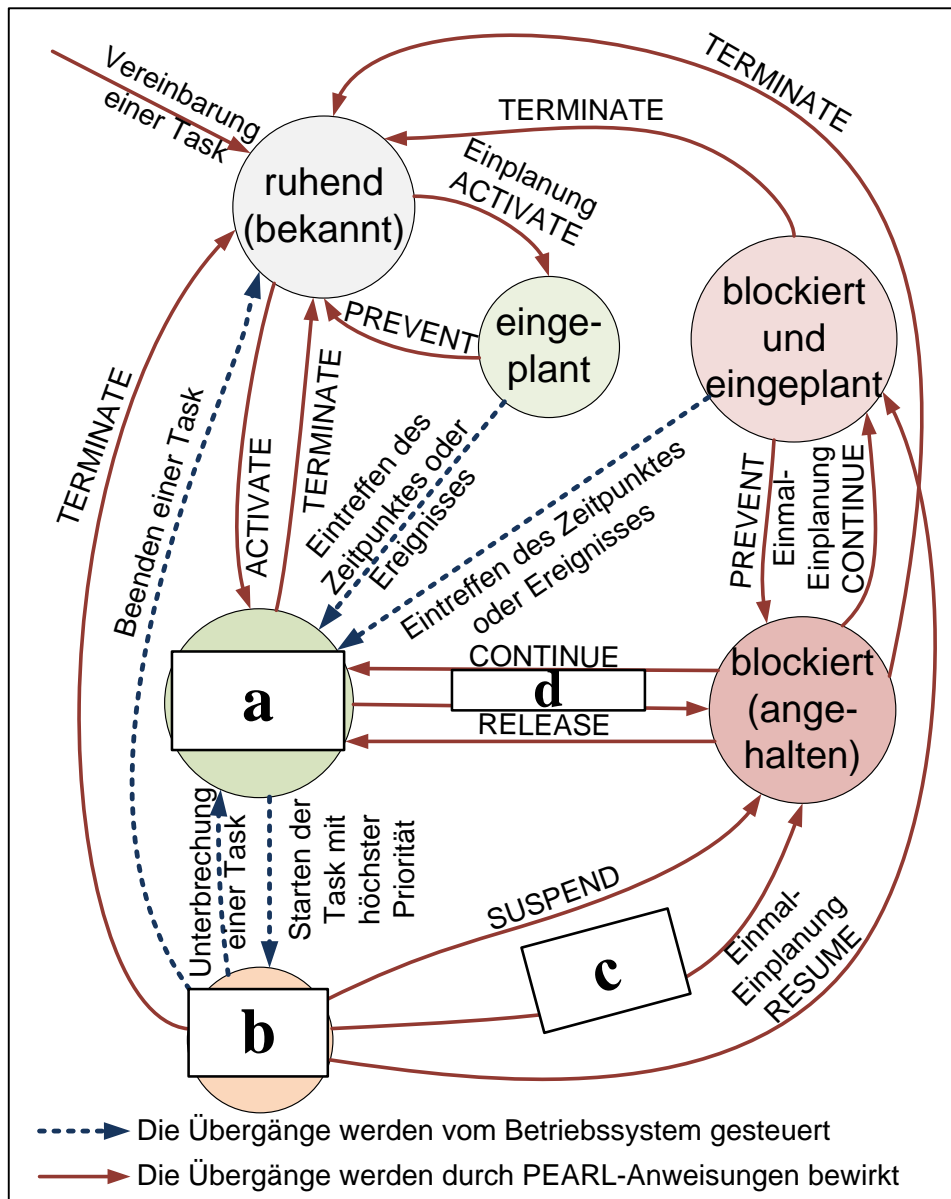 Vereinbarung
einer Task
TERMINATE
TERMINATE
ruhend
(bekannt)
Einplanung
ACTIVATE
PREVENT
einge-
plant
blockiert
und
eingeplant
TERMINATE
Beenden einer Task
ACTIVATE
TERMINATE
Eintreffen des
Zeitpunktes oder
Ereignisses
Eintreffen des Zeitpunktes
oder Ereignisses
PREVENT
Einmal-
Einplanung
CONTINUE
a
CONTINUE
d
RELEASE
blockiert
(ange-
halten)
Unterbrechung
einer Task
Starten der
Task mit
höchster
Priorität
SUSPEND
c
Einmal-
Einplanung
RESUME
b
Die Übergänge werden vom Betriebssystem gesteuert
Die Übergänge werden durch PEARL-Anweisungen bewirkt